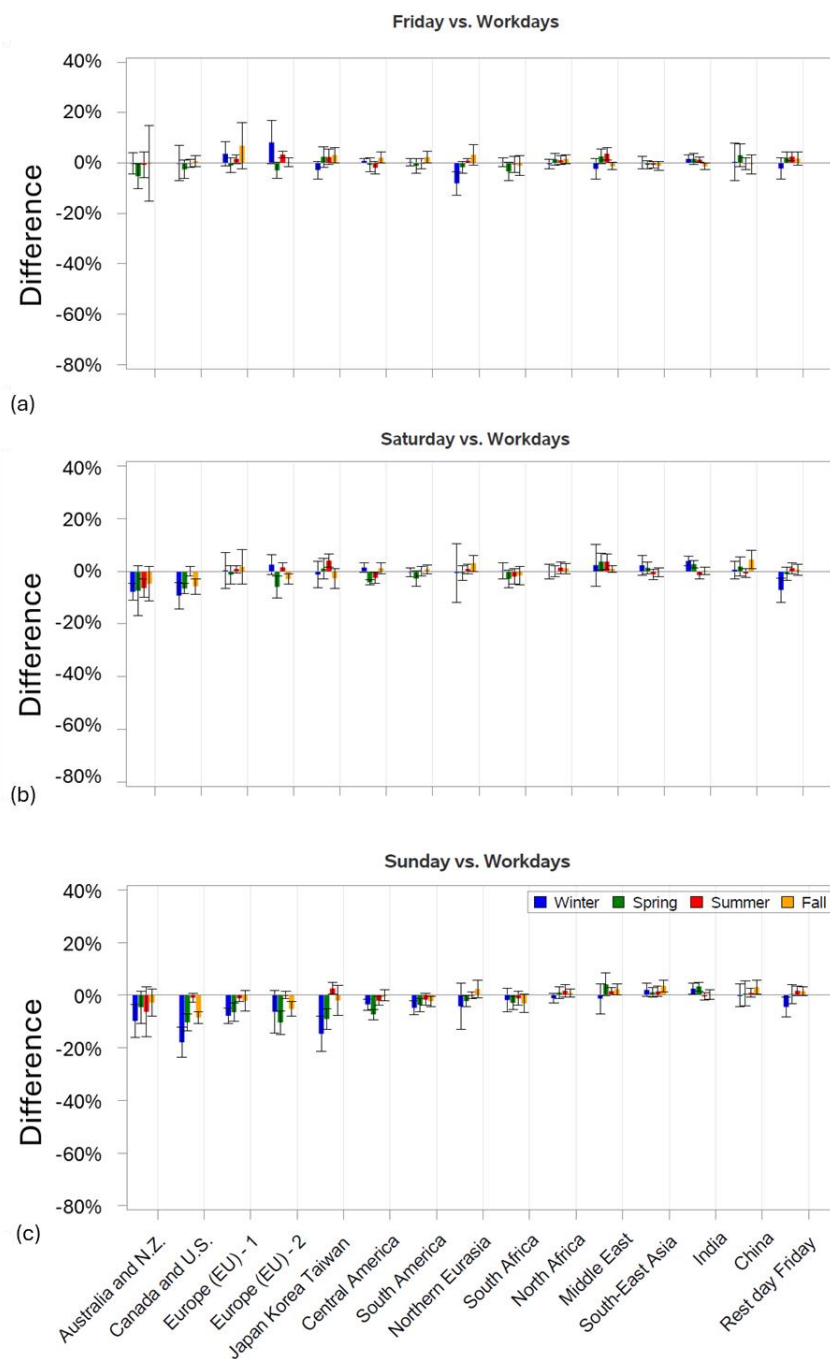 Friday vs. Workdays
40%
20%
0%
-20%
-40%
-60%
-80%
Difference
(a)
Saturday vs. Workdays
40%
20%
0%
-20%
-40%
-60%
-80%
Difference
(b)
Sunday vs. Workdays
40%
20%
0%
-20%
-40%
-60%
-80%
Difference
Winter Spring Summer Fall
(c)
Australia and N.Z.
Canada and U.S.
Europe (EU) - 1
Europe (EU) - 2
Japan Korea Taiwan
Central America
South America
Northern Eurasia
South Africa
North Africa
Middle East
South-East Asia
India
China
Rest day Friday